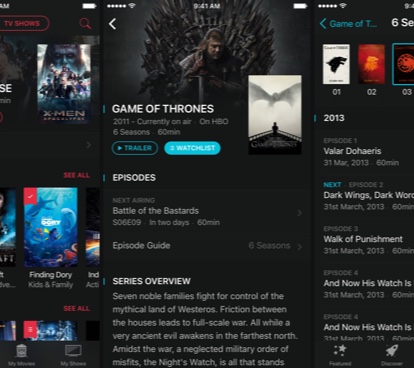 AM
TV SHOWS
SE
min
X-MEN
APOCALYPSE
SEE ALL
Finding Dory
Kids & Family
SEE ALL
My Movies
My Shows
9:41 AM
GAME OF THRONES
2011 - Currently on air · On HBO
6 Seasons · 60min
TRAILER
WATCHLIST
EPISODES
NEXT AIRING
Battle of the Bastards
S06E09 · In two days · 60min
Episode Guide
6 Seasons
SERIES OVERVIEW
Seven noble families fight for control of the
mythical land of Westeros. Friction between
the houses leads to full-scale war. All while a
very ancient evil awakens in the farthest north.
Amidst the war, a neglected military order of
misfits, the Night's Watch, is all that stands
9:41 AM
Game of T...
6 Sea
01
02
03
2013
EPISODE 1
Valar Dohaeris
31 Mar, 2013 · 60min
NEXT · EPISODE 2
Dark Wings, Dark Word
31st March, 2013 · 60min
EPISODE 3
Walk of Punishment
31st March, 2013 · 60min
EPISODE 4
And Now His Watch Is
31st March, 2013 · 60min
EPISODE 4
And Now His Watch Is
31st March, 2013 · 60min
Featured
Discover